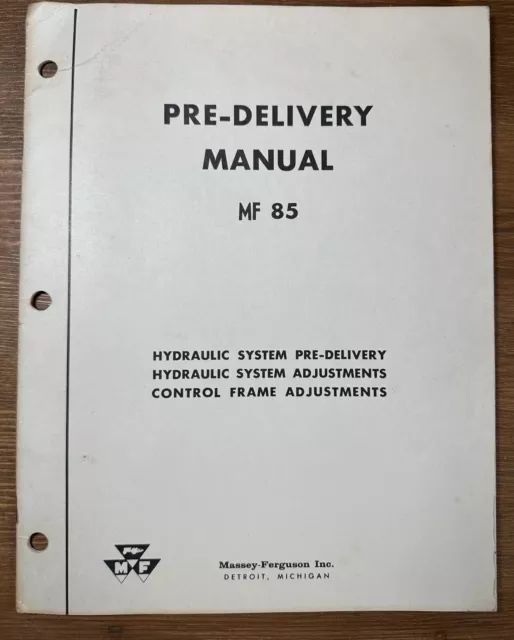 PRE-DELIVERY
MANUAL
MF 85
HYDRAULIC SYSTEM PRE-DELIVERY
HYDRAULIC SYSTEM ADJUSTMENTS
CONTROL FRAME ADJUSTMENTS
M F
Massey-Ferguson Inc.
DETROIT, MICHIGAN